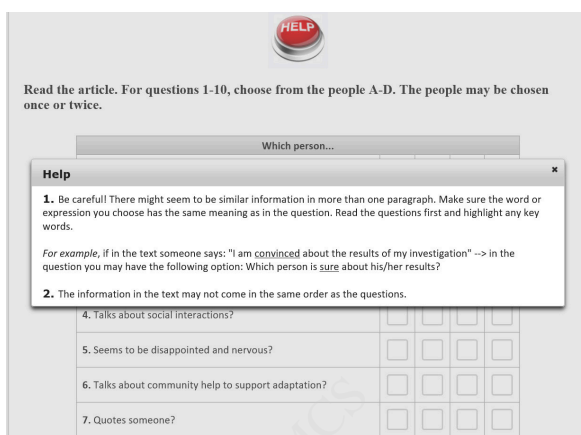 HELP
Read the article. For questions 1-10, choose from the people A-D. The people may be chosen
once or twice.
Which person...
Help
1. Be careful! There might seem to be similar information in more than one paragraph. Make sure the word or
expression you choose has the same meaning as in the question. Read the questions first and highlight any key
words.
For example, if in the text someone says: "I am convinced about the results of my investigation" --> in the
question you may have the following option: Which person is sure about his/her results?
2. The information in the text may not come in the same order as the questions.
4. Talks about social interactions?
5. Seems to be disappointed and nervous?
6. Talks about community help to support adaptation?
7. Quotes someone?